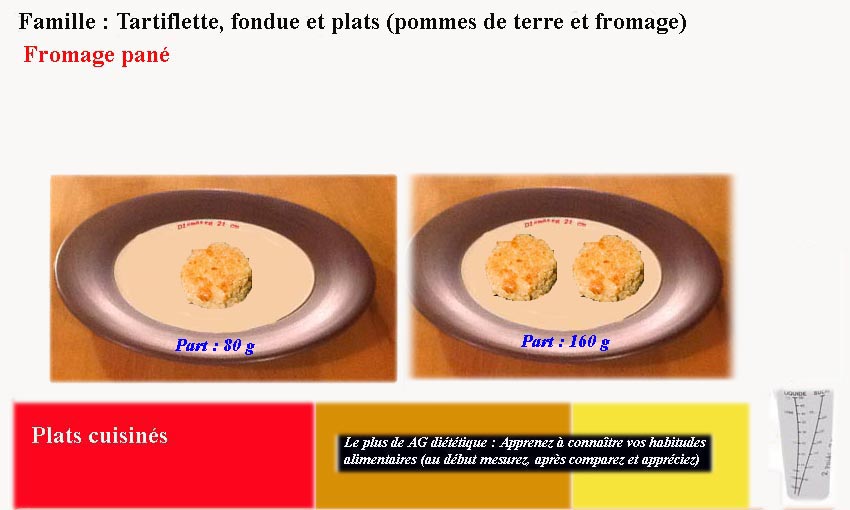 Famille : Tartiflette, fondue et plats (pommes de terre et fromage)
Fromage pané
Diamètre 21 cm
Diamètre 21 cm
Part : 80 g
Part : 160 g
Plats cuisinés
Le plus de AG diététique : Apprenez à connaître vos habitudes
alimentaires (au début mesurez, après comparez et appréciez)